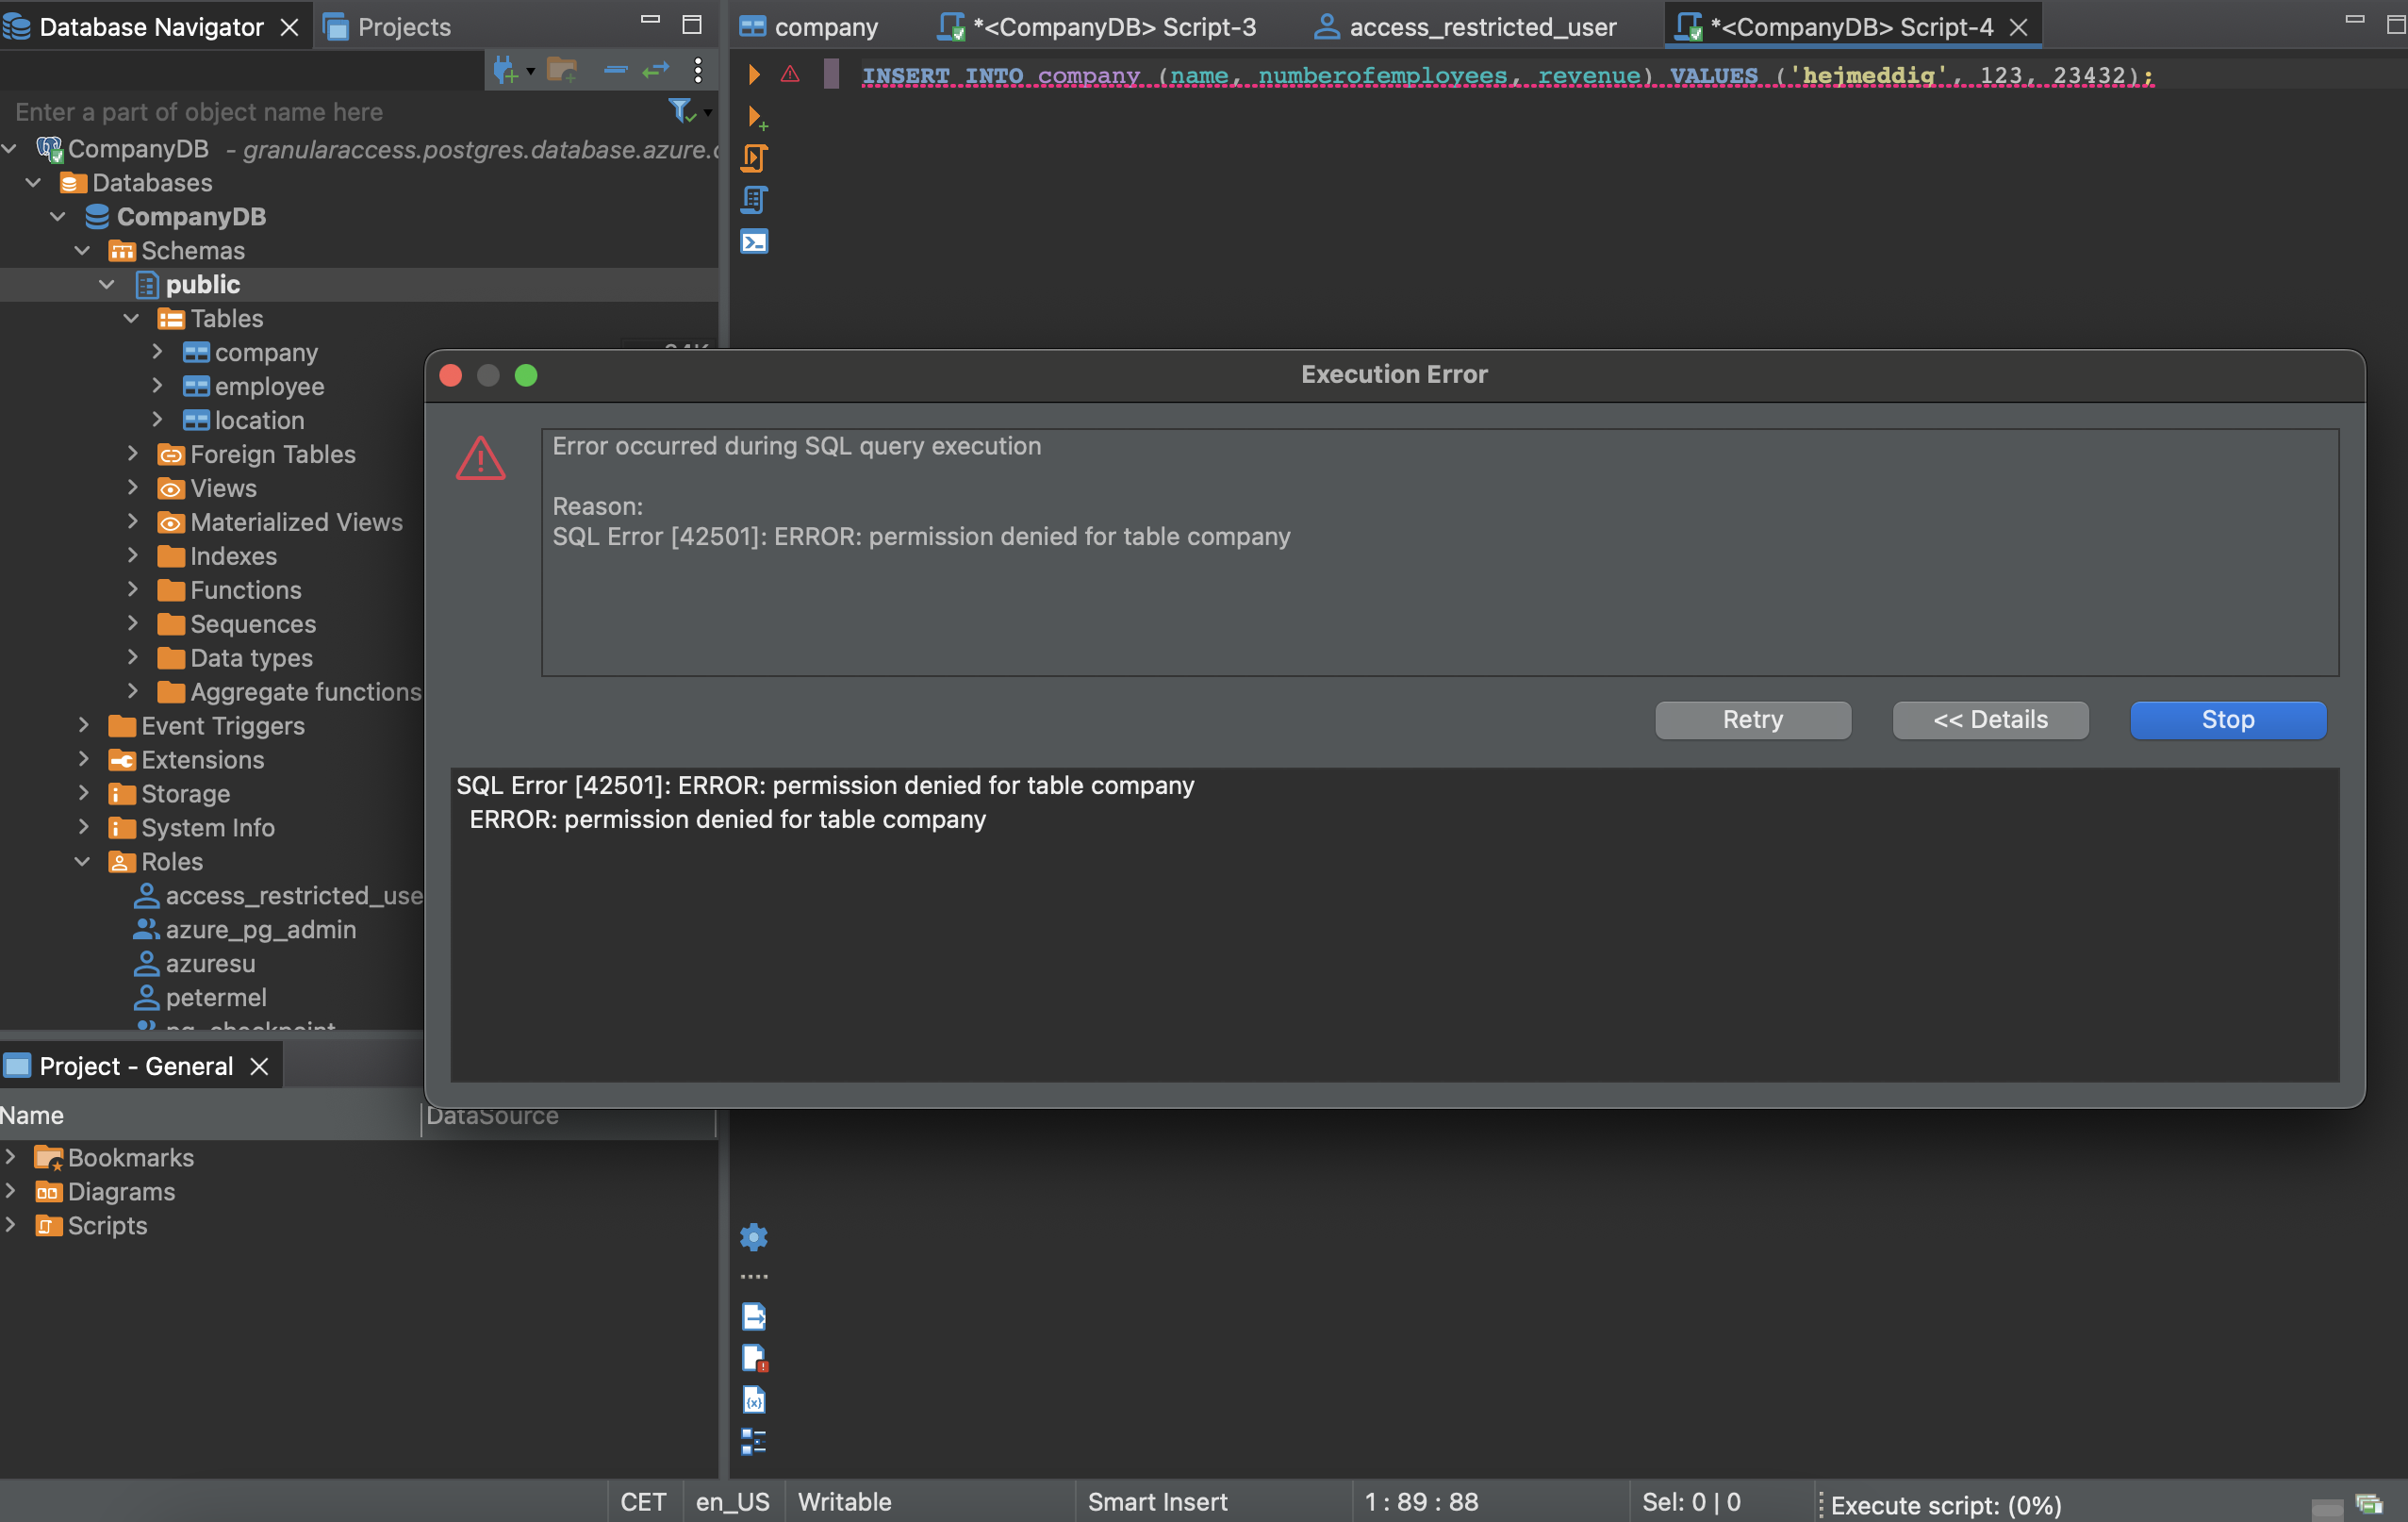 Database Navigator
Projects
company
*<CompanyDB> Script-3
access_restricted_user
*<CompanyDB> Script-4
INSERT INTO company (name, numberofemployees, revenue) VALUES ('hejmeddig', 123, 23432);
Enter a part of object name here
CompanyDB - granularaccess.postgres.database.azure.c
Databases
CompanyDB
Schemas
public
Tables
company
employee
location
Foreign Tables
Views
Materialized Views
Indexes
Functions
Sequences
Data types
Aggregate functions
Event Triggers
Extensions
Storage
System Info
Roles
access_restricted_use
azure_pg_admin
azuresu
petermel
Execution Error
Error occurred during SQL query execution
Reason:
SQL Error [42501]: ERROR: permission denied for table company
Retry
<< Details
Stop
SQL Error [42501]: ERROR: permission denied for table company
ERROR: permission denied for table company
Project - General
Name
DataSource
Bookmarks
Diagrams
Scripts
CET
en_US
Writable
Smart Insert
1 : 89 : 88
Sel: 0 | 0
Execute script: (0%)